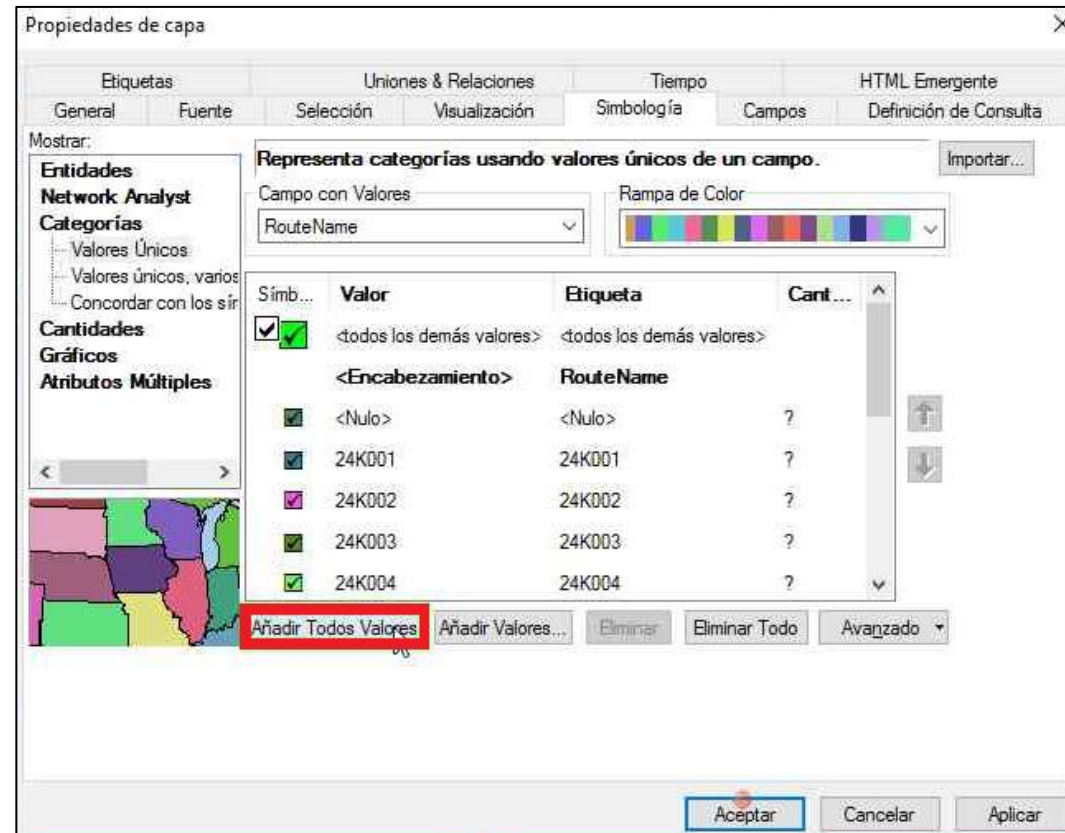 Propiedades de capa
Etiquetas Uniones & Relaciones Tiempo HTML Emergente
General Fuente Selección Visualización Simbología Campos Definición de Consulta
Mostrar:
Entidades
Network Analyst
Categorías
Valores Únicos
Valores únicos, varios
Concordar con los sír
Cantidades
Gráficos
Atributos Múltiples
Representa categorías usando valores únicos de un campo.
Importar...
Campo con Valores
RouteName
Rampa de Color
Símb... Valor Etiqueta Cant...
<todos los demás valores> <todos los demás valores>
<Encabezamiento> RouteName
<Nulo> <Nulo> ?
24K001 24K001 ?
24K002 24K002 ?
24K003 24K003 ?
24K004 24K004 ?
Añadir Todos Valores Añadir Valores... Eliminar Eliminar Todo Avanzado
Aceptar Cancelar Aplicar